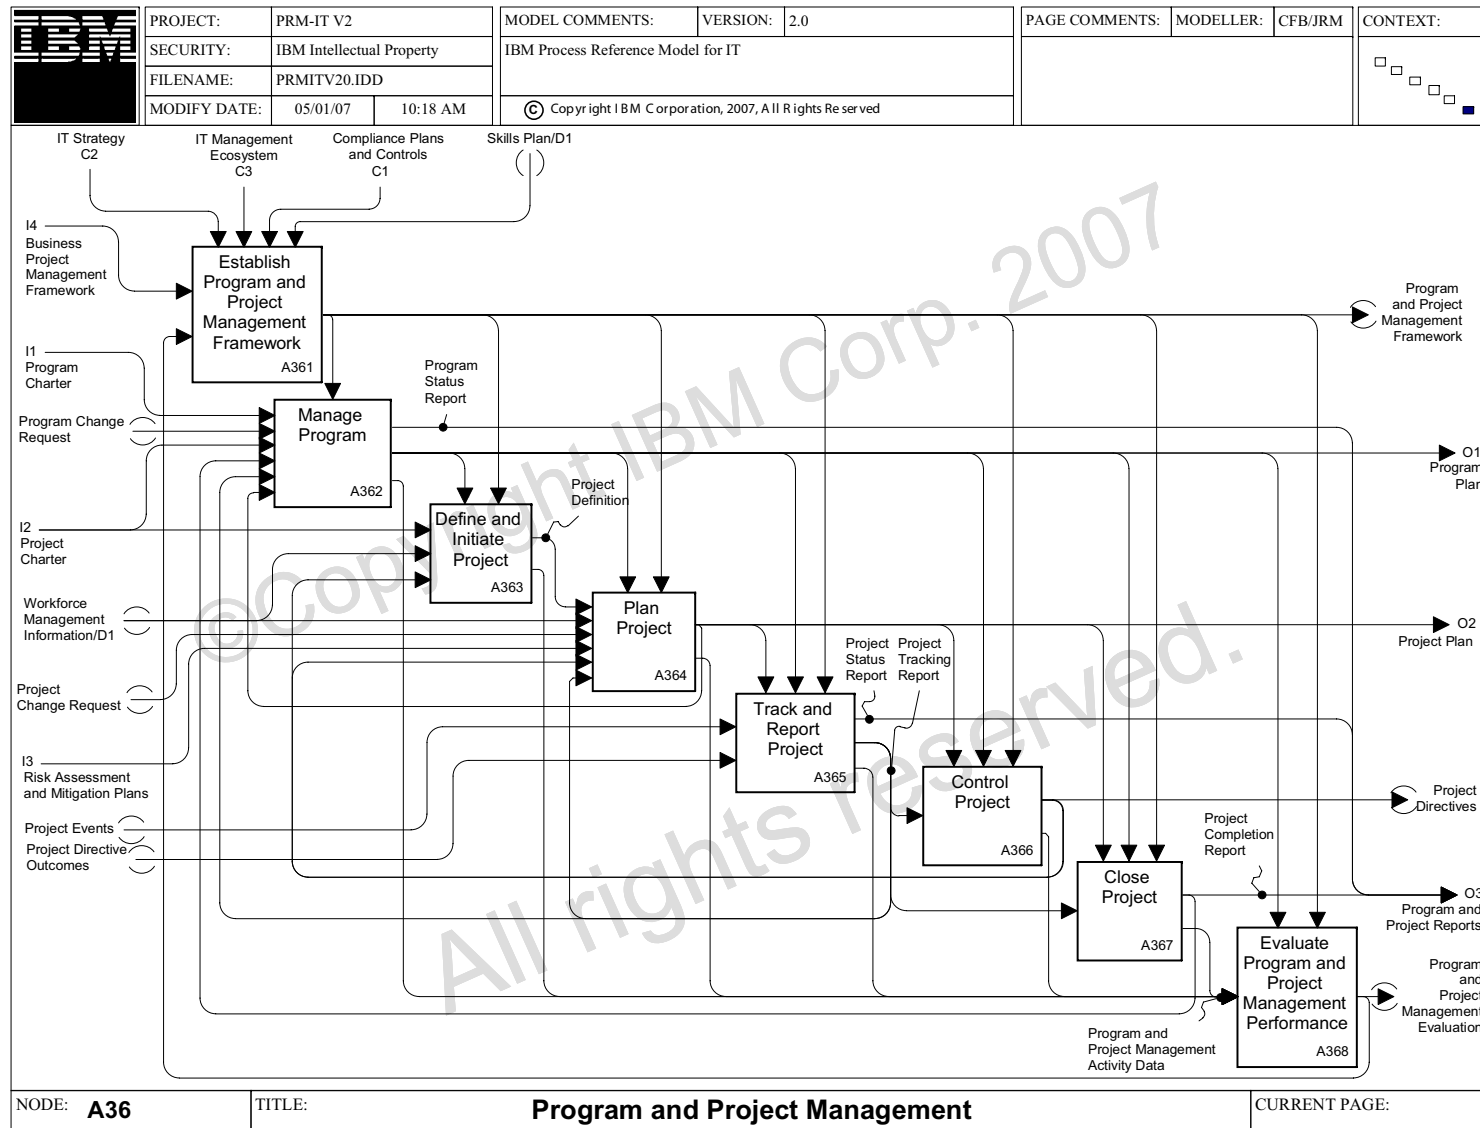 IBM
PROJECT: PRM-IT V2
SECURITY: IBM Intellectual Property
FILENAME: PRMITV20.IDD
MODIFY DATE: 05/01/07 10:18 AM
MODEL COMMENTS: VERSION: 2.0
IBM Process Reference Model for IT
© Copyright IBM Corporation, 2007, All Rights Reserved
PAGE COMMENTS: MODELLER: CFB/JRM
CONTEXT:
IT Strategy
C2
IT Management
Ecosystem
C3
Compliance Plans
and Controls
C1
Skills Plan/D1
I4
Business
Project
Management
Framework
Establish
Program and
Project
Management
Framework
A361
Program
and Project
Management
Framework
I1
Program
Charter
Program Change
Request
Program
Status
Report
Manage
Program
A362
O1
Program
Plan
I2
Project
Charter
Project
Definition
Define and
Initiate
Project
A363
Workforce
Management
Information/D1
Plan
Project
A364
O2
Project Plan
Project
Change Request
Project
Status
Report
Project
Tracking
Report
Track and
Report
Project
A365
I3
Risk Assessment
and Mitigation Plans
Control
Project
A366
Project
Directives
Project Events
Project Directive
Outcomes
Project
Completion
Report
Close
Project
A367
O3
Program and
Project Reports
Evaluate
Program and
Project
Management
Performance
A368
Program
and
Project
Management
Evaluation
Program and
Project Management
Activity Data
©Copyright IBM Corp. 2007
All rights reserved.
NODE: A36 TITLE: Program and Project Management CURRENT PAGE: